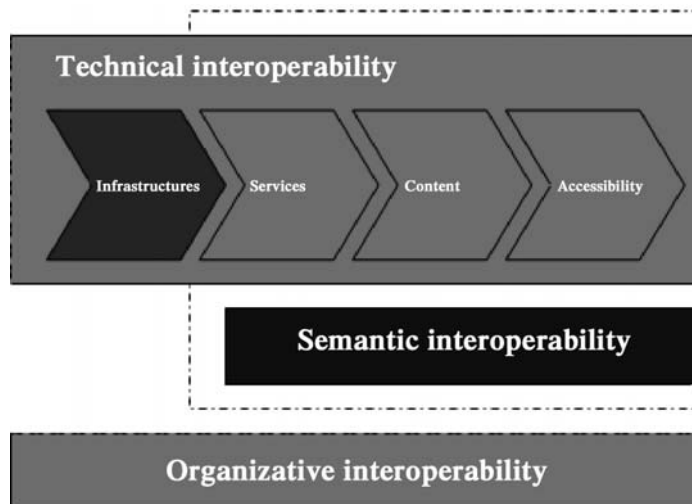 Technical interoperability
Infrastructures Services Content Accessibility
Semantic interoperability
Organizative interoperability